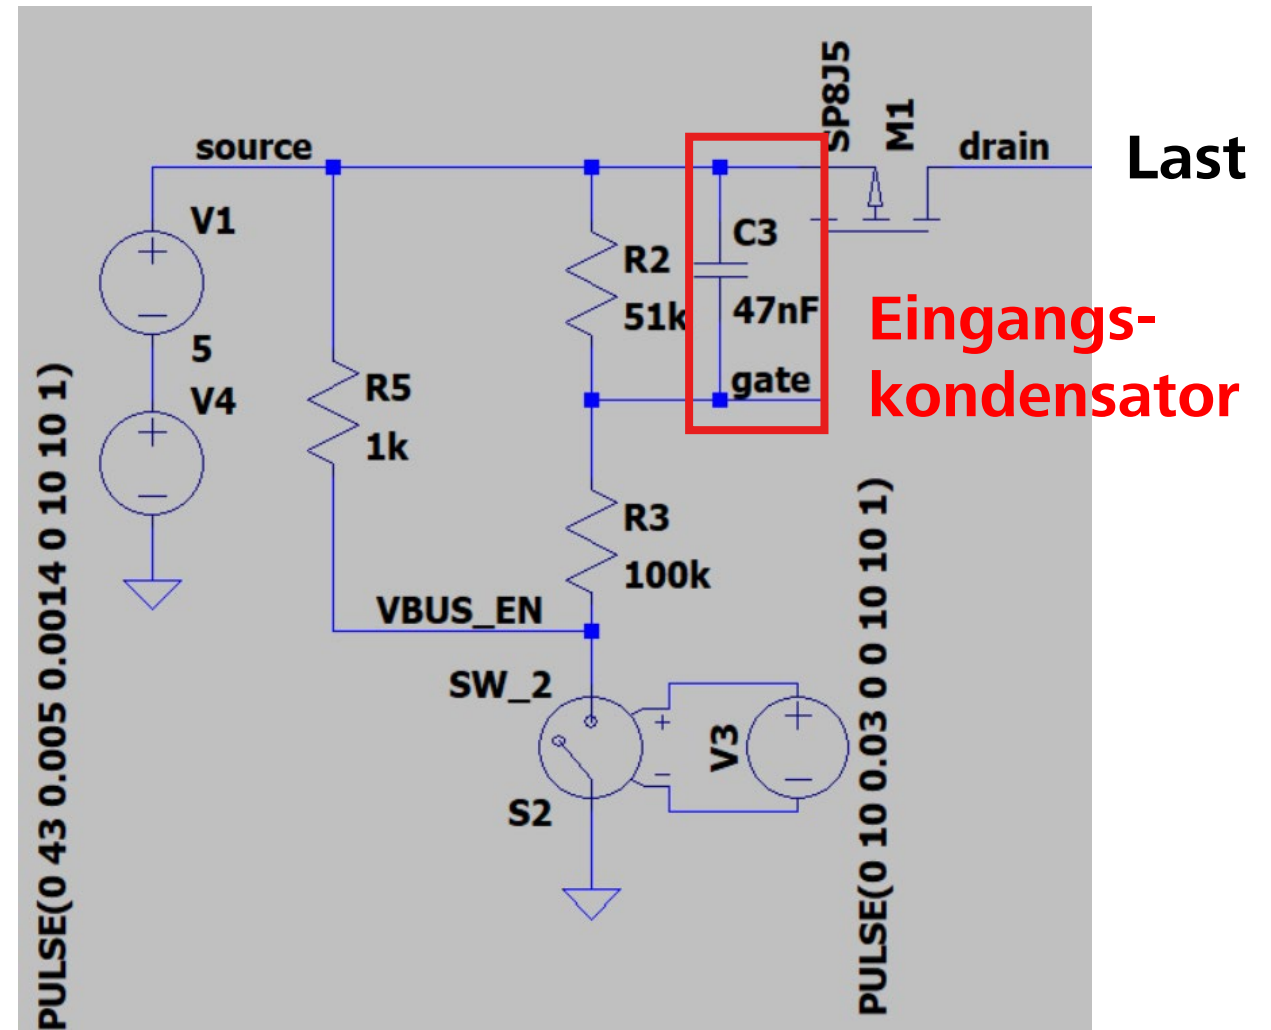 source
V1
5
V4
PULSE(0 43 0.005 0.0014 0 10 10 1)
R5
1k
VBUS_EN
R2
51k
R3
100k
SW_2
S2
C3
47nF
gate
SP8J5
M1
drain
Last
Eingangs-
kondensator
+
−
V3
PULSE(0 10 0.03 0 0 10 10 1)